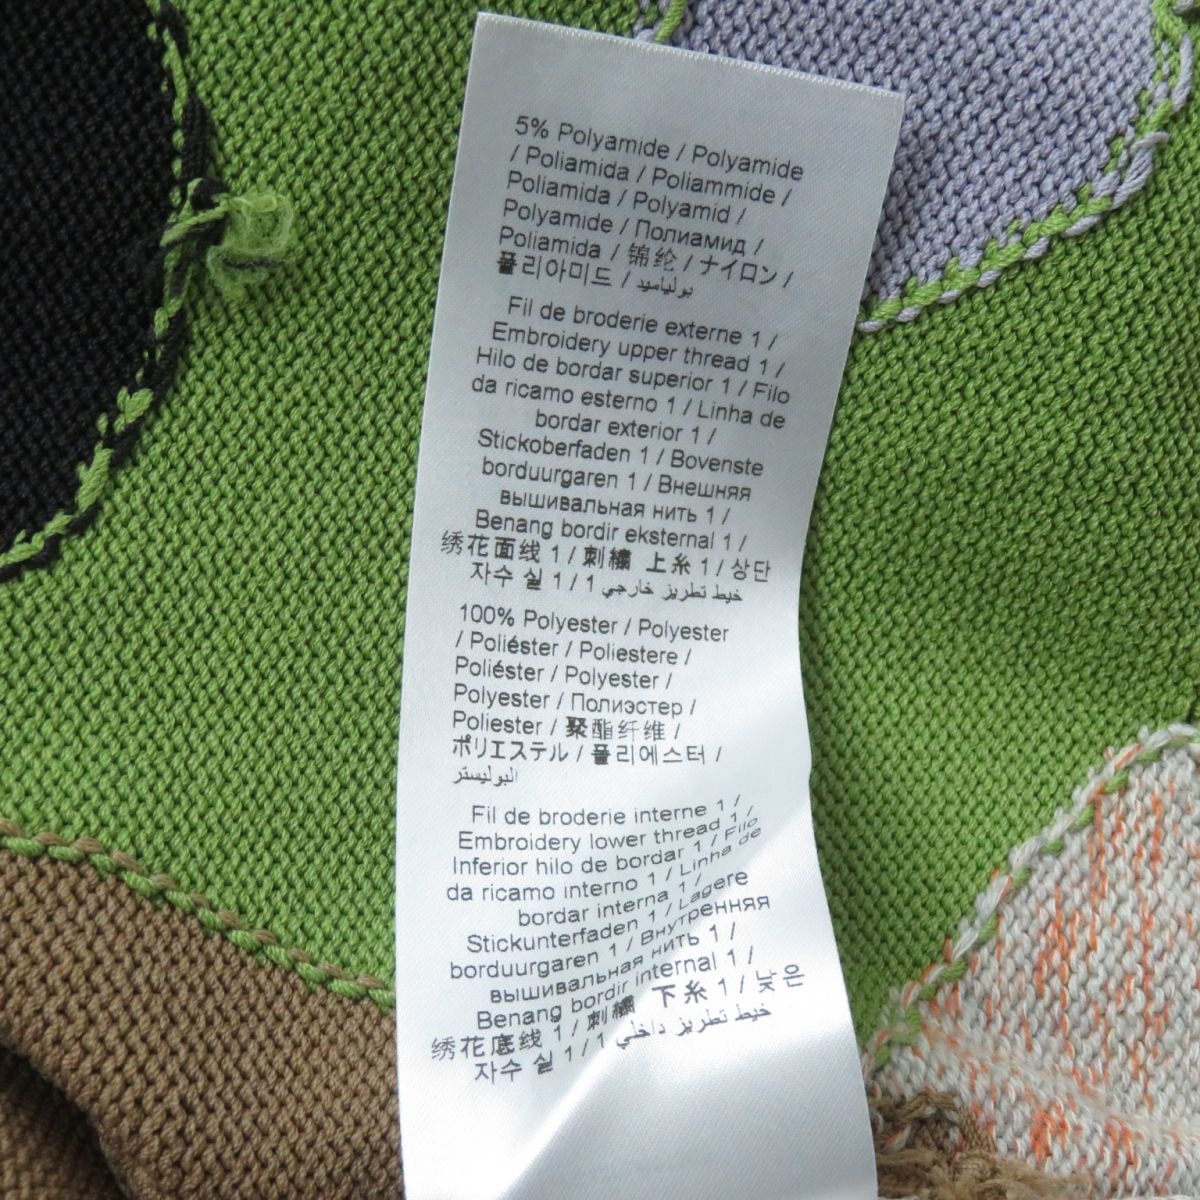 5% Polyamide / Polyamide
/ Poliamida / Poliammide /
Poliamida / Polyamid /
Polyamide / Полиамид /
Poliamida / 锦纶 / ナイロン /
폴리아미드 / بوليأميد
Fil de broderie externe 1 /
Embroidery upper thread 1 /
Hilo de bordar superior 1 / Filo
da ricamo esterno 1 / Linha de
bordar exterior 1 /
Stickoberfaden 1 / Bovenste
borduurgaren 1 / Внешняя
вышивальная нить 1 /
Benang bordir eksternal 1 /
绣花面线 1 / 刺繍 上糸 1 / 상단
자수 실 1 / 1 خيط تطريز خارجي
100% Polyester / Polyester
/ Poliéster / Poliestere /
Poliéster / Polyester /
Polyester / Полиэстер /
Poliester / 聚酯纤维 /
ポリエステル / 폴리에스터 /
البوليستر
Fil de broderie interne 1 /
Embroidery lower thread 1 /
Inferior hilo de bordar 1 / Filo
da ricamo interno 1 / Linha de
bordar interna 1 /
Stickunterfaden 1 / Lagere
borduurgaren 1 / Внутренняя
вышивальная нить 1 /
Benang bordir internal 1 /
绣花底线 1 / 刺繍 下糸 1 / 낮은
자수 실 1 / 1 خيط تطريز داخلي